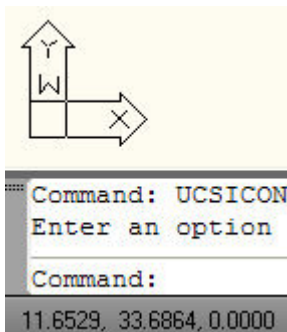 Y
W
X
Command: UCSICON
Enter an option
Command:
11.6529, 33.6864, 0.0000